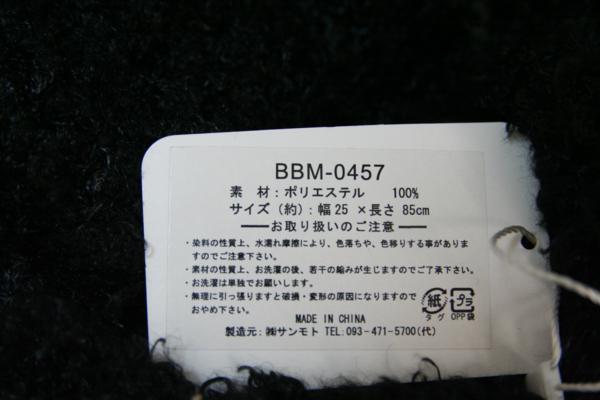 BBM-0457
素 材:ポリエステル 100%
サイズ(約):幅25 ×長さ 85cm
お取り扱いのご注意
・染料の性質上、水濡れ摩擦により、色落ちや、色移りする事がありま
すのでご注意下さい。
・素材の性質上、お洗濯の後、若干の縮みが生じますのでご了承下さい。
・お洗濯は単独でお願いします。
・無理に引っ張りますと破損・変形の原因になりますので
おやめ下さい。
紙 プラ
タグ OPP袋
MADE IN CHINA
製造元:㈱サンモト TEL:093-471-5700(代)